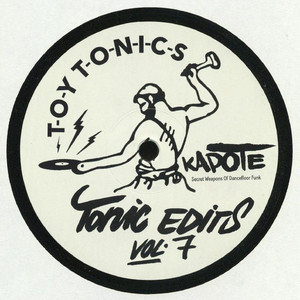 T-O-Y T-O-N-I-C-S
KAPOTE
Secret Weapons Of Dancefloor Funk
Tonic EDITS
VOL. 7